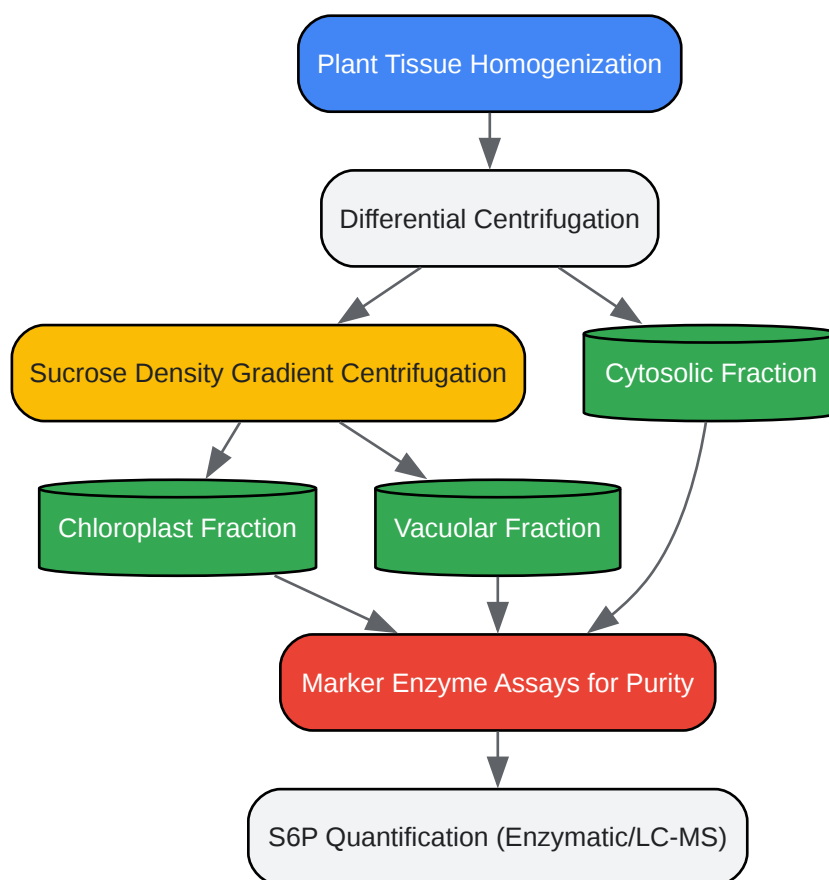 Plant Tissue Homogenization
Differential Centrifugation
Sucrose Density Gradient Centrifugation
Cytosolic Fraction
Chloroplast Fraction
Vacuolar Fraction
Marker Enzyme Assays for Purity
S6P Quantification (Enzymatic/LC-MS)